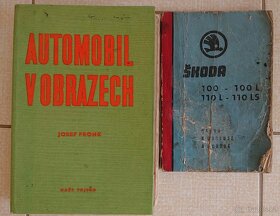 AUTOMOBIL
V OBRAZECH
JOSEF FRONK
NAŠE VOJSKO
ŠKODA
100 - 100 L
110 L - 110 LS